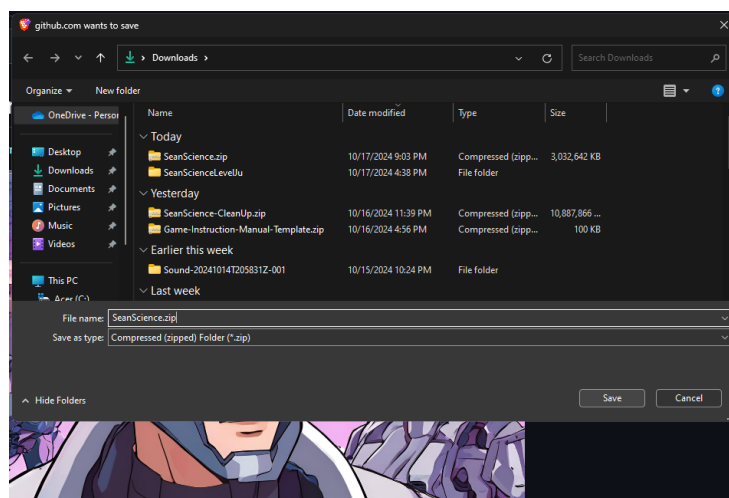 github.com wants to save
Downloads
Search Downloads
Organize
New folder
OneDrive - Person
Name
Date modified
Type
Size
Desktop
Downloads
Documents
Pictures
Music
Videos
This PC
Acer (C:)
Today
SeanScience.zip 10/17/2024 9:03 PM Compressed (zipp... 3,032,642 KB
SeanScienceLevelJu 10/17/2024 4:38 PM File folder
Yesterday
SeanScience-CleanUp.zip 10/16/2024 11:39 PM Compressed (zipp... 10,887,866 ...
Game-Instruction-Manual-Template.zip 10/16/2024 4:56 PM Compressed (zipp... 100 KB
Earlier this week
Sound-20241014T205831Z-001 10/15/2024 10:24 PM File folder
Last week
File name: SeanScience.zip
Save as type: Compressed (zipped) Folder (*.zip)
Hide Folders
Save
Cancel